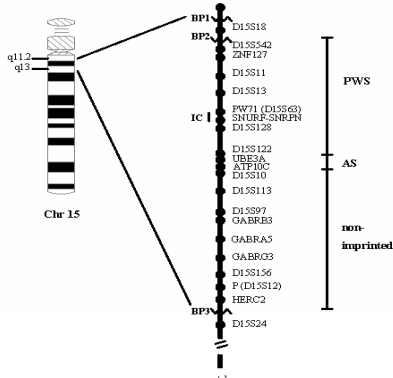 BP1
D15S18
BP2
D15S542
ZNF127
q11.2
q13
D15S11
D15S13
PWS
PW71 (D15S63)
IC
SNURF-SNRPN
D15S128
D15S122
UBE3A
AS
ATP10C
D15S10
D15S113
Chr 15
D15S97
GABRB3
non-
imprinted
GABRA5
GABRG3
D15S156
P (D15S12)
HERC2
BP3
D15S24